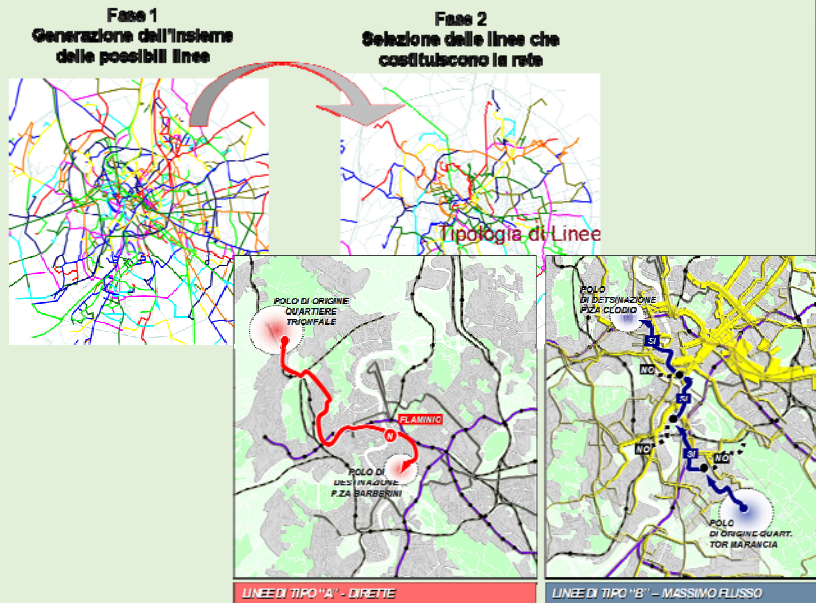 Fase 1
Generazione dell'insieme
delle possibili linee
Fase 2
Selezione delle linee che
costituiscono la rete
Tipologia di Linee
POLO DI ORIGINE
QUARTIERE
TRIONFALE
FLAMINIO
N
POLO DI
DESTINAZIONE
P.ZA BARBERINI
LINEE DI TIPO "A" - DIRETTE
POLO
DI DETSINAZIONE
P.ZA CLODIO
SI
NO
SI
NO
SI
NO
POLO
DI ORIGINE QUART.
TOR MARANCIA
LINEE DI TIPO "B" – MASSIMO FLUSSO